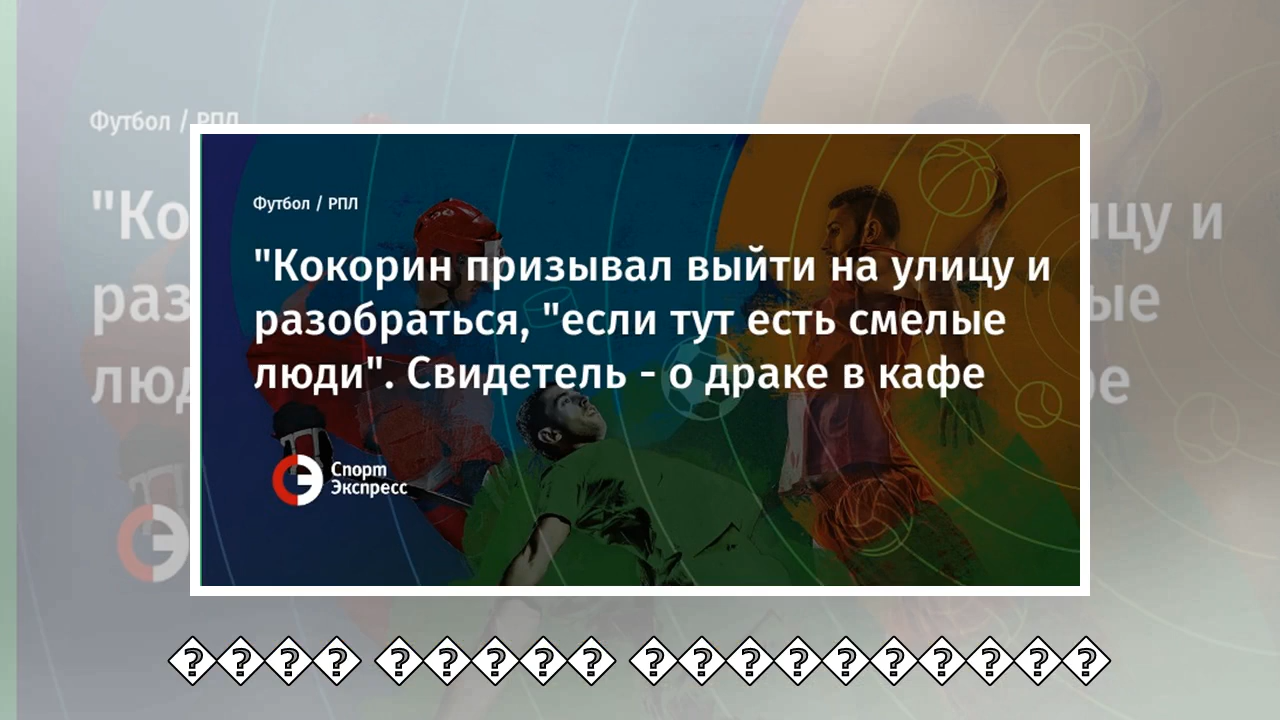 Футбол / РПЛ
"Кокорин призывал выйти на улицу и
разобраться, "если тут есть смелые
люди". Свидетель - о драке в кафе
Спорт
Экспресс
���� ����� ����������